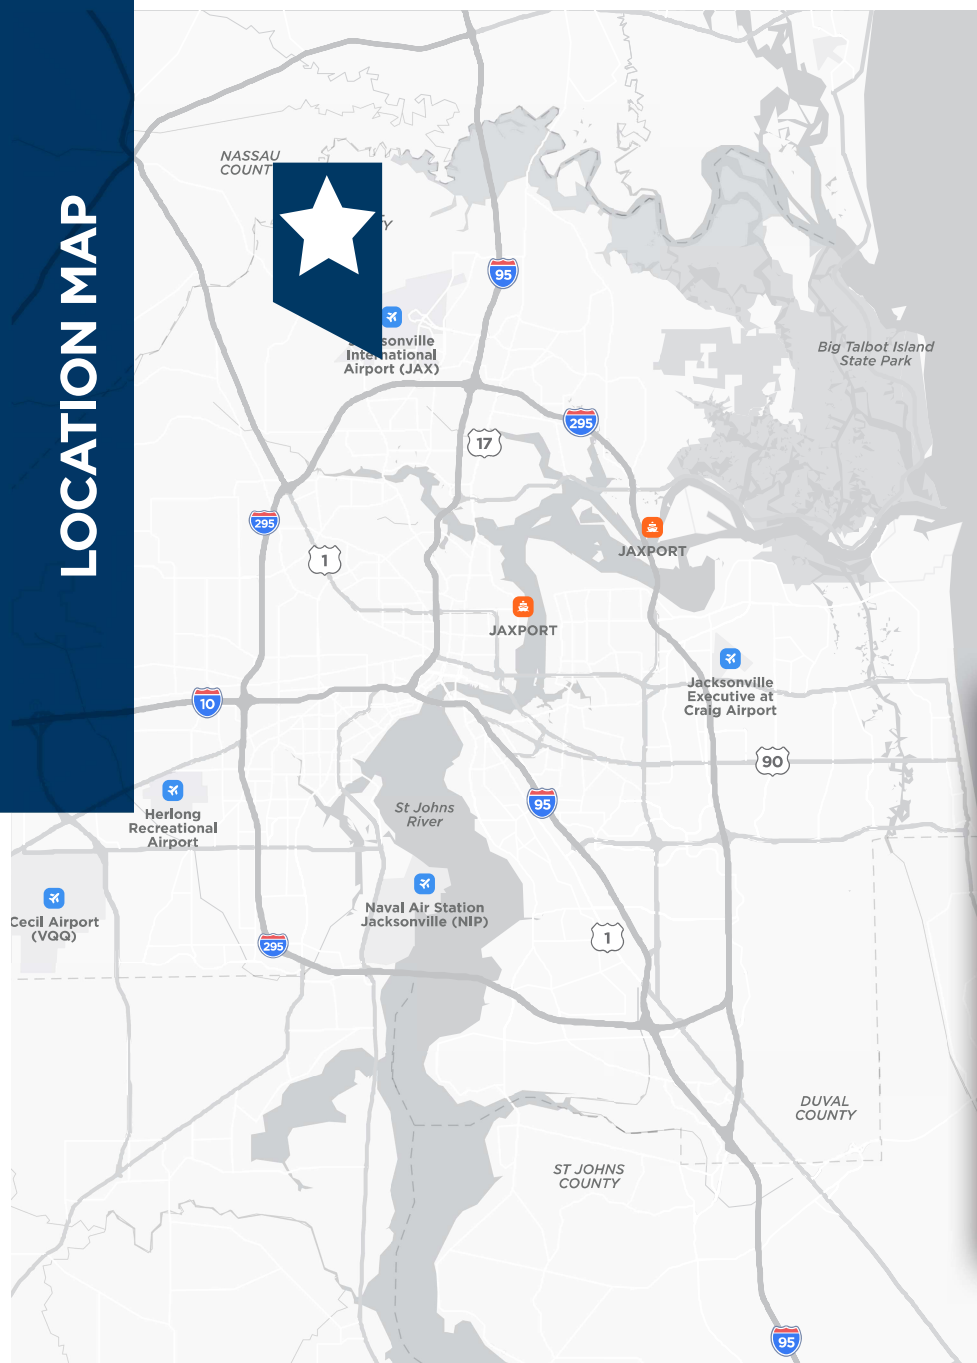 LOCATION MAP
NASSAU
95
International
Airport (JAX)
Big Talbot Island
State Park
295
17
295
1
JAXPORT
JAXPORT
Jacksonville
Executive at
Craig Airport
10
90
95
Herlong
Recreational
Airport
St Johns
River
Cecil Airport
(VQQ)
Naval Air Station
Jacksonville (NIP)
1
295
DUVAL
COUNTY
ST JOHNS
COUNTY
95